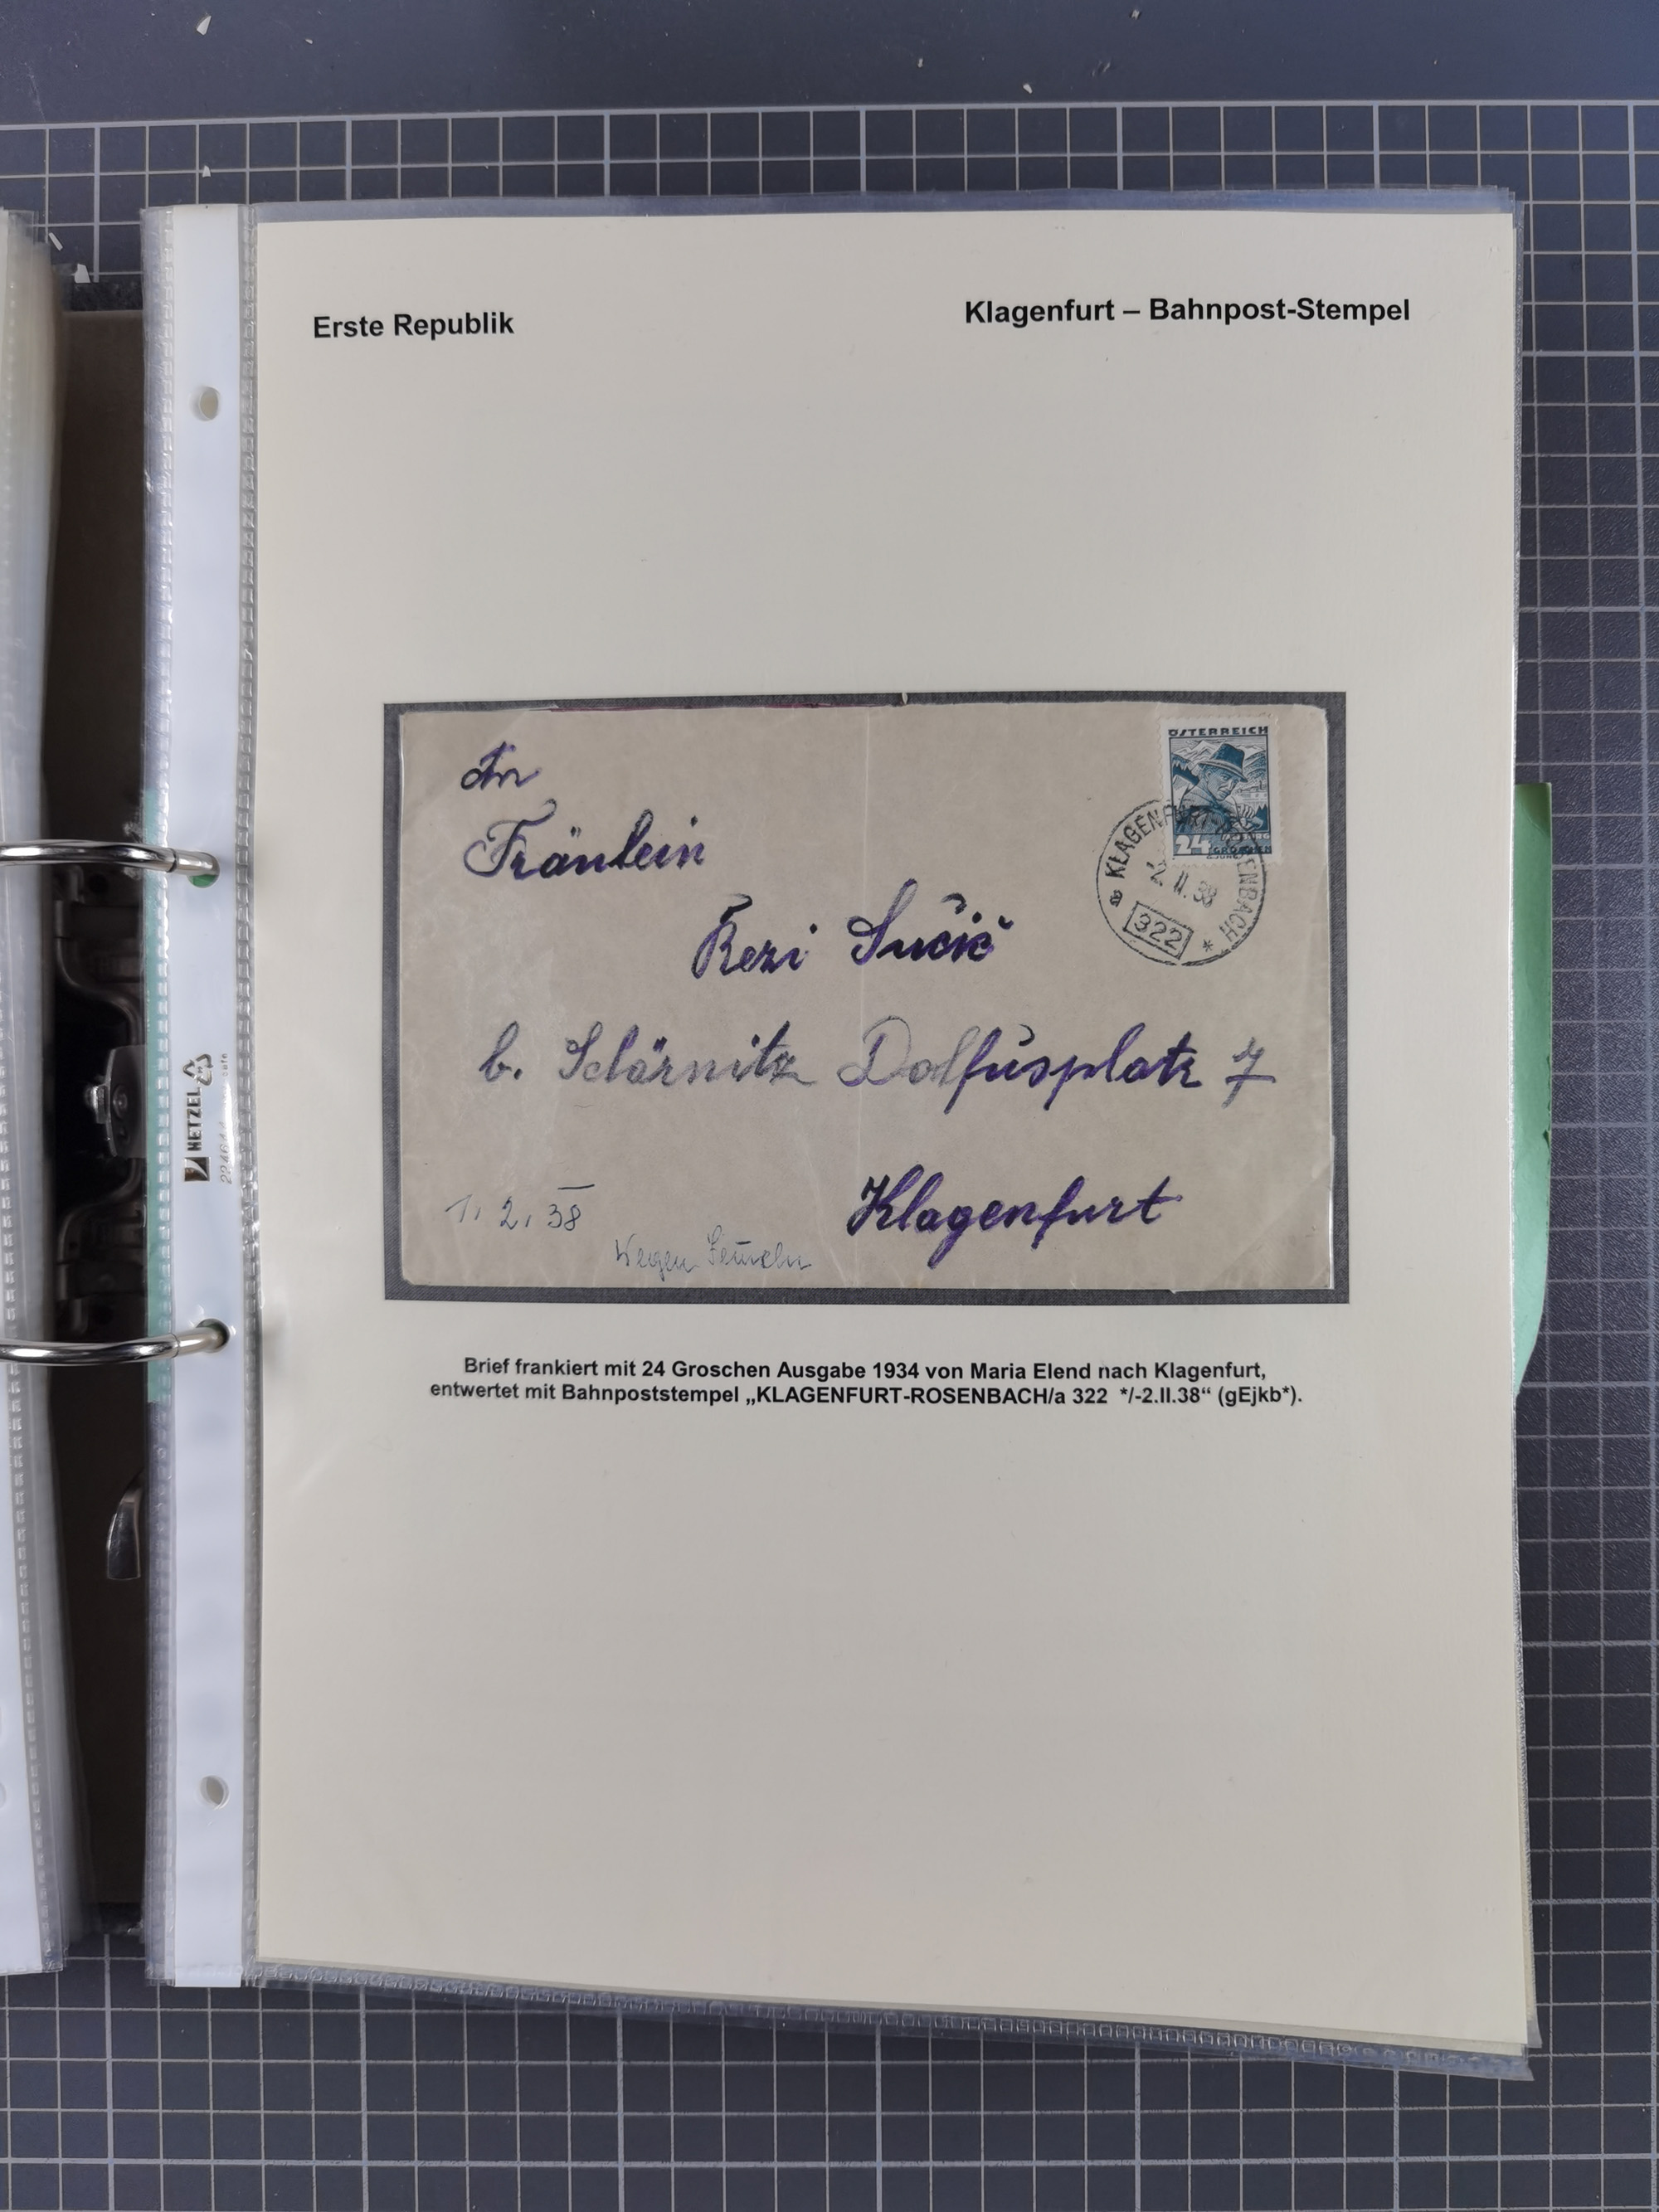 Erste Republik
Klagenfurt – Bahnpost-Stempel
An
Fräulein
Rezi Sučič
b. Schärnitz Dolfusplatz 7
Klagenfurt
1. 2. 38
Wegen
ÖSTERREICH
24 GROSCHEN
KLAGENFURT-ROSENBACH
a
-2. II. 38
322 *
Brief frankiert mit 24 Groschen Ausgabe 1934 von Maria Elend nach Klagenfurt,
entwertet mit Bahnpoststempel „KLAGENFURT-ROSENBACH/a 322 */-2.II.38“ (gEjkb*).
HETZEL